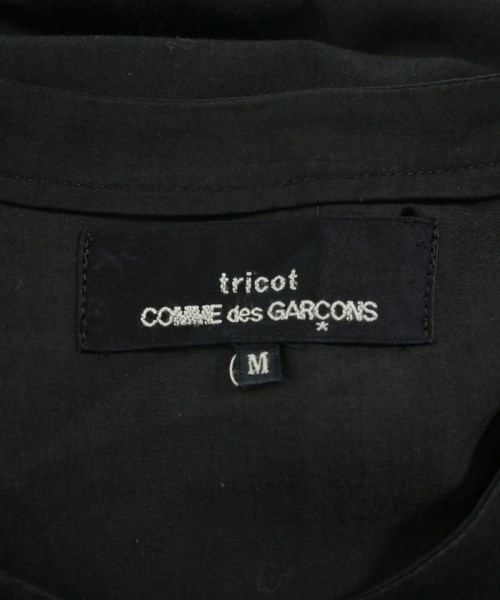 tricot
COMME des GARÇONS
*
M